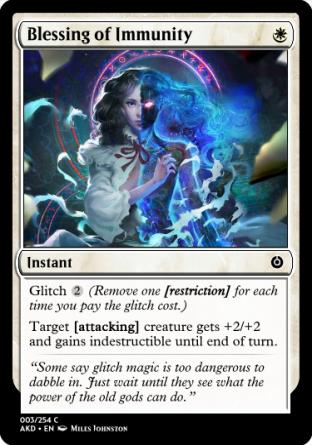 Blessing of Immunity
Instant
Glitch 2 (Remove one [restriction] for each
time you pay the glitch cost.)
Target [attacking] creature gets +2/+2
and gains indestructible until end of turn.
“Some say glitch magic is too dangerous to
dabble in. Just wait until they see what the
power of the old gods can do.”
003/254 C
AKD • EN Miles Johnston